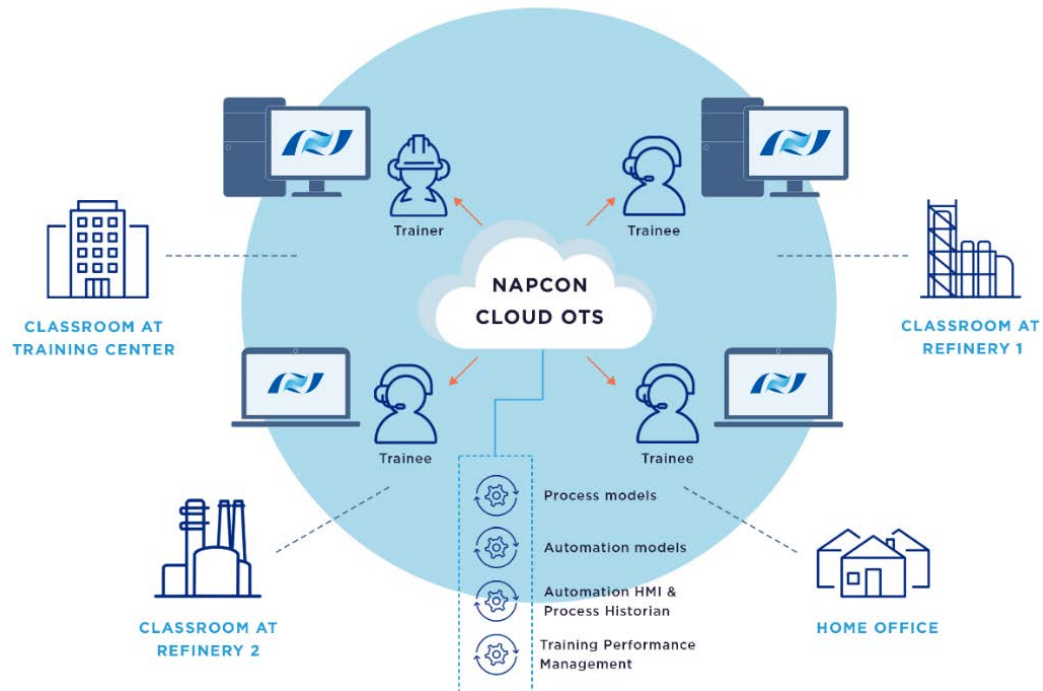 Trainer
Trainee
NAPCON
CLOUD OTS
CLASSROOM AT
TRAINING CENTER
CLASSROOM AT
REFINERY 1
Trainee
Trainee
Process models
Automation models
Automation HMI &
Process Historian
Training Performance
Management
CLASSROOM AT
REFINERY 2
HOME OFFICE